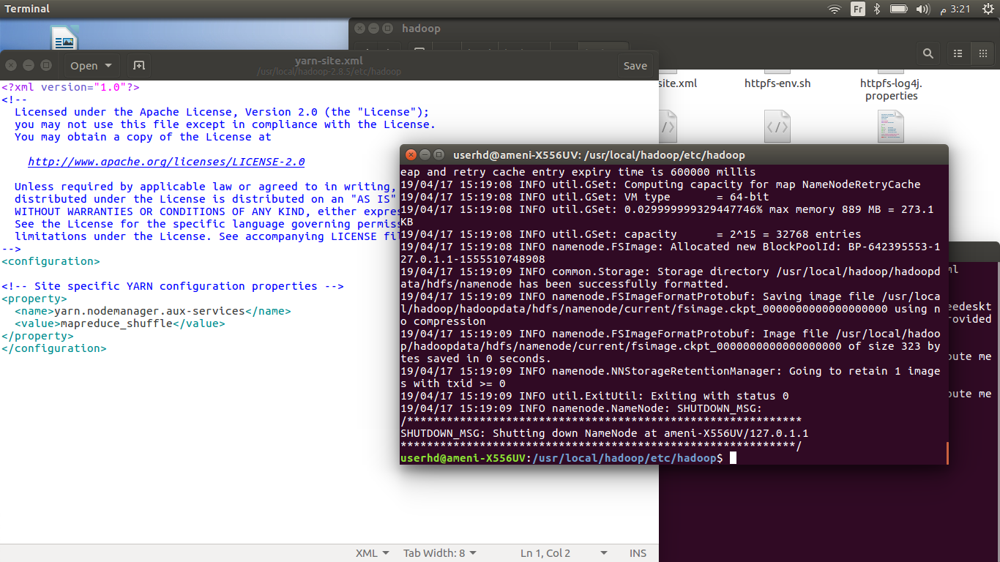 Terminal
Fr
3:21 م
hadoop
Open
yarn-site.xml
/usr/local/hadoop-2.8.5/etc/hadoop
Save
<?xml version="1.0"?>
<!--
Licensed under the Apache License, Version 2.0 (the "License");
you may not use this file except in compliance with the License.
You may obtain a copy of the License at
http://www.apache.org/licenses/LICENSE-2.0
Unless required by applicable law or agreed to in writing,
distributed under the License is distributed on an "AS IS"
WITHOUT WARRANTIES OR CONDITIONS OF ANY KIND, either expre
See the License for the specific language governing permis
limitations under the License. See accompanying LICENSE fil
-->
<configuration>
<!-- Site specific YARN configuration properties -->
<property>
<name>yarn.nodemanager.aux-services</name>
<value>mapreduce_shuffle</value>
</property>
</configuration>
XML
Tab Width: 8
Ln 1, Col 2
INS
site.xml
httpfs-env.sh
httpfs-log4j.
properties
userhd@ameni-X556UV: /usr/local/hadoop/etc/hadoop
eap and retry cache entry expiry time is 600000 millis
19/04/17 15:19:08 INFO util.GSet: Computing capacity for map NameNodeRetryCache
19/04/17 15:19:08 INFO util.GSet: VM type       = 64-bit
19/04/17 15:19:08 INFO util.GSet: 0.029999999329447746% max memory 889 MB = 273.1
KB
19/04/17 15:19:08 INFO util.GSet: capacity      = 2^15 = 32768 entries
19/04/17 15:19:08 INFO namenode.FSImage: Allocated new BlockPoolId: BP-642395553-1
27.0.1.1-1555510748908
19/04/17 15:19:09 INFO common.Storage: Storage directory /usr/local/hadoop/hadoopd
ata/hdfs/namenode has been successfully formatted.
19/04/17 15:19:09 INFO namenode.FSImageFormatProtobuf: Saving image file /usr/loca
l/hadoop/hadoopdata/hdfs/namenode/current/fsimage.ckpt_0000000000000000000 using n
o compression
19/04/17 15:19:09 INFO namenode.FSImageFormatProtobuf: Image file /usr/local/hadoo
p/hadoopdata/hdfs/namenode/current/fsimage.ckpt_0000000000000000000 of size 323 by
tes saved in 0 seconds.
19/04/17 15:19:09 INFO namenode.NNStorageRetentionManager: Going to retain 1 image
s with txid >= 0
19/04/17 15:19:09 INFO util.ExitUtil: Exiting with status 0
19/04/17 15:19:09 INFO namenode.NameNode: SHUTDOWN_MSG:
/************************************************************
SHUTDOWN_MSG: Shutting down NameNode at ameni-X556UV/127.0.1.1
************************************************************/
userhd@ameni-X556UV:/usr/local/hadoop/etc/hadoop$
ml
eedeskt
rovided
oute me
oute me